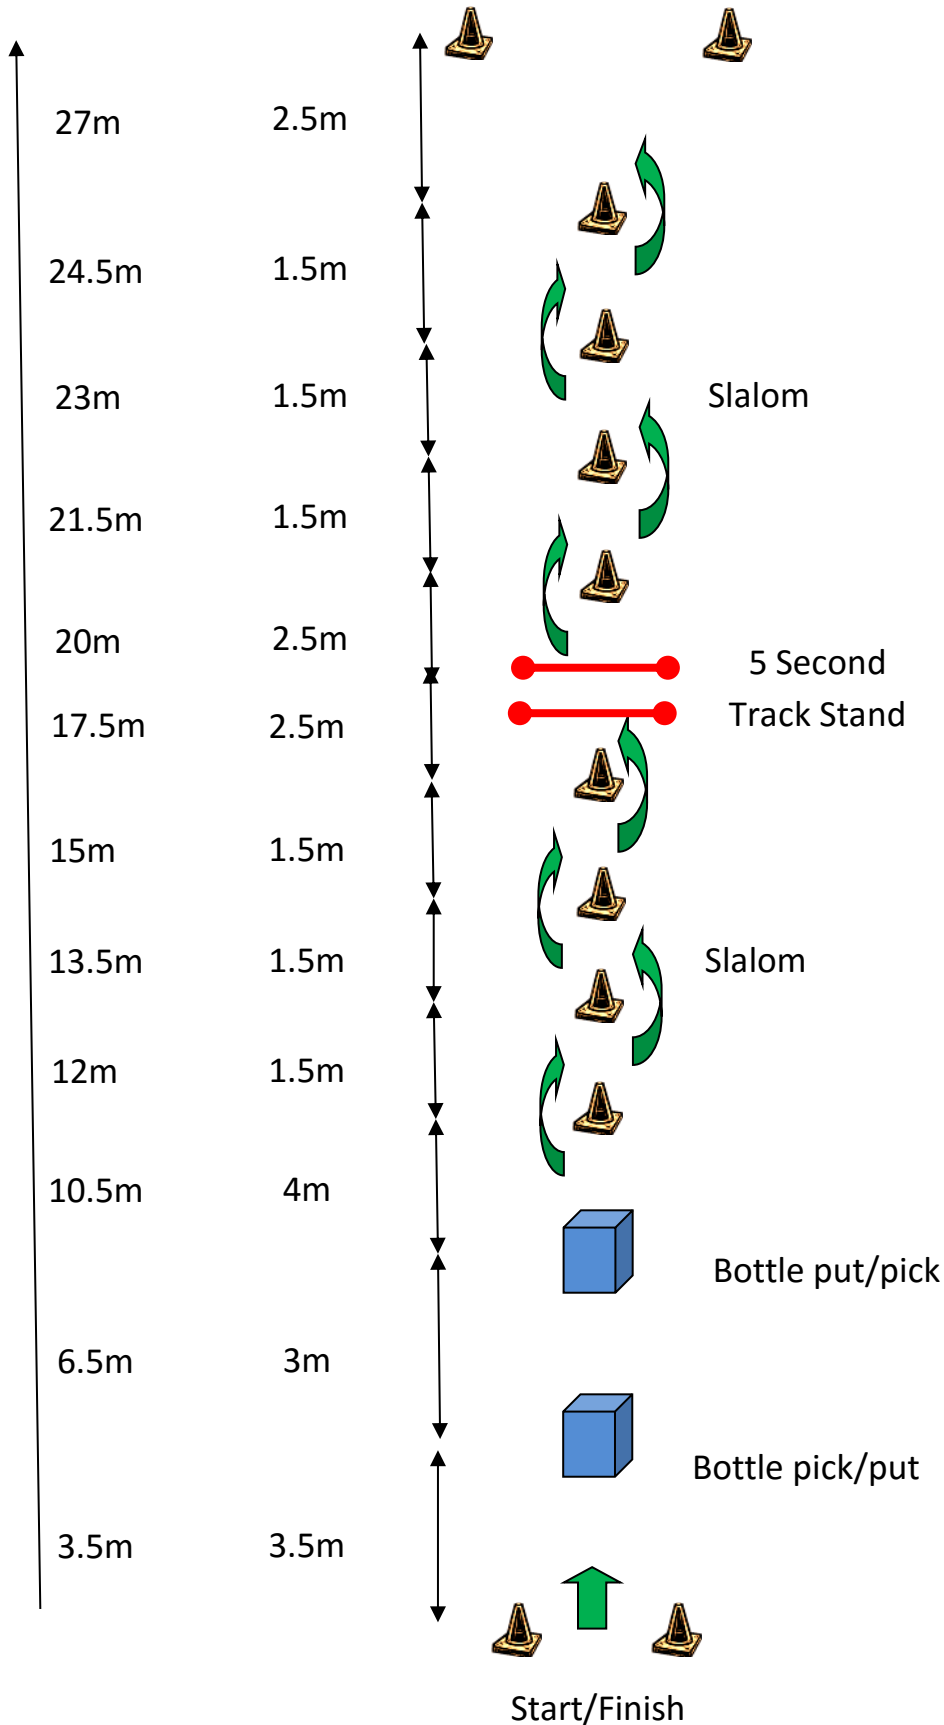 27m 2.5m
24.5m 1.5m
23m 1.5m Slalom
21.5m 1.5m
20m 2.5m 5 Second
17.5m 2.5m Track Stand
15m 1.5m
13.5m 1.5m Slalom
12m 1.5m
10.5m 4m
Bottle put/pick
6.5m 3m
Bottle pick/put
3.5m 3.5m
Start/Finish